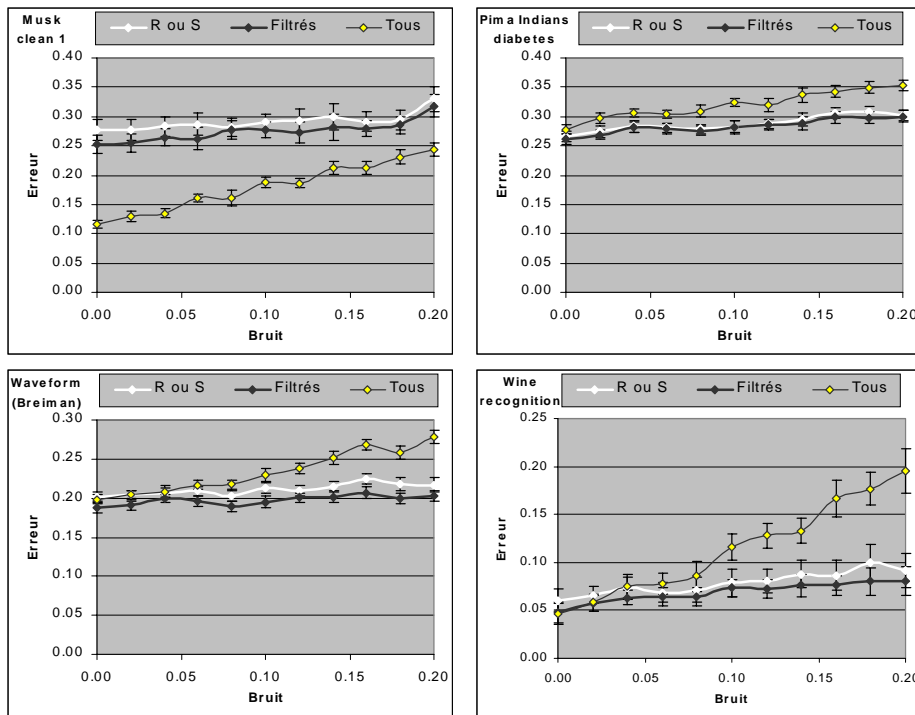 Musk
clean 1
R ou S
Filtrés
Tous
0.40
0.35
0.30
0.25
0.20
0.15
0.10
0.05
0.00
Erreur
0.00
0.05
0.10
0.15
0.20
Bruit
Pima Indians
diabetes
R ou S
Filtrés
Tous
0.40
0.35
0.30
0.25
0.20
0.15
0.10
0.05
0.00
Erreur
0.00
0.05
0.10
0.15
0.20
Bruit
Waveform
(Breiman)
R ou S
Filtrés
Tous
0.30
0.25
0.20
0.15
0.10
0.05
0.00
Erreur
0.00
0.05
0.10
0.15
0.20
Bruit
Wine
recognition
R ou S
Filtrés
Tous
0.25
0.20
0.15
0.10
0.05
0.00
Erreur
0.00
0.05
0.10
0.15
0.20
Bruit